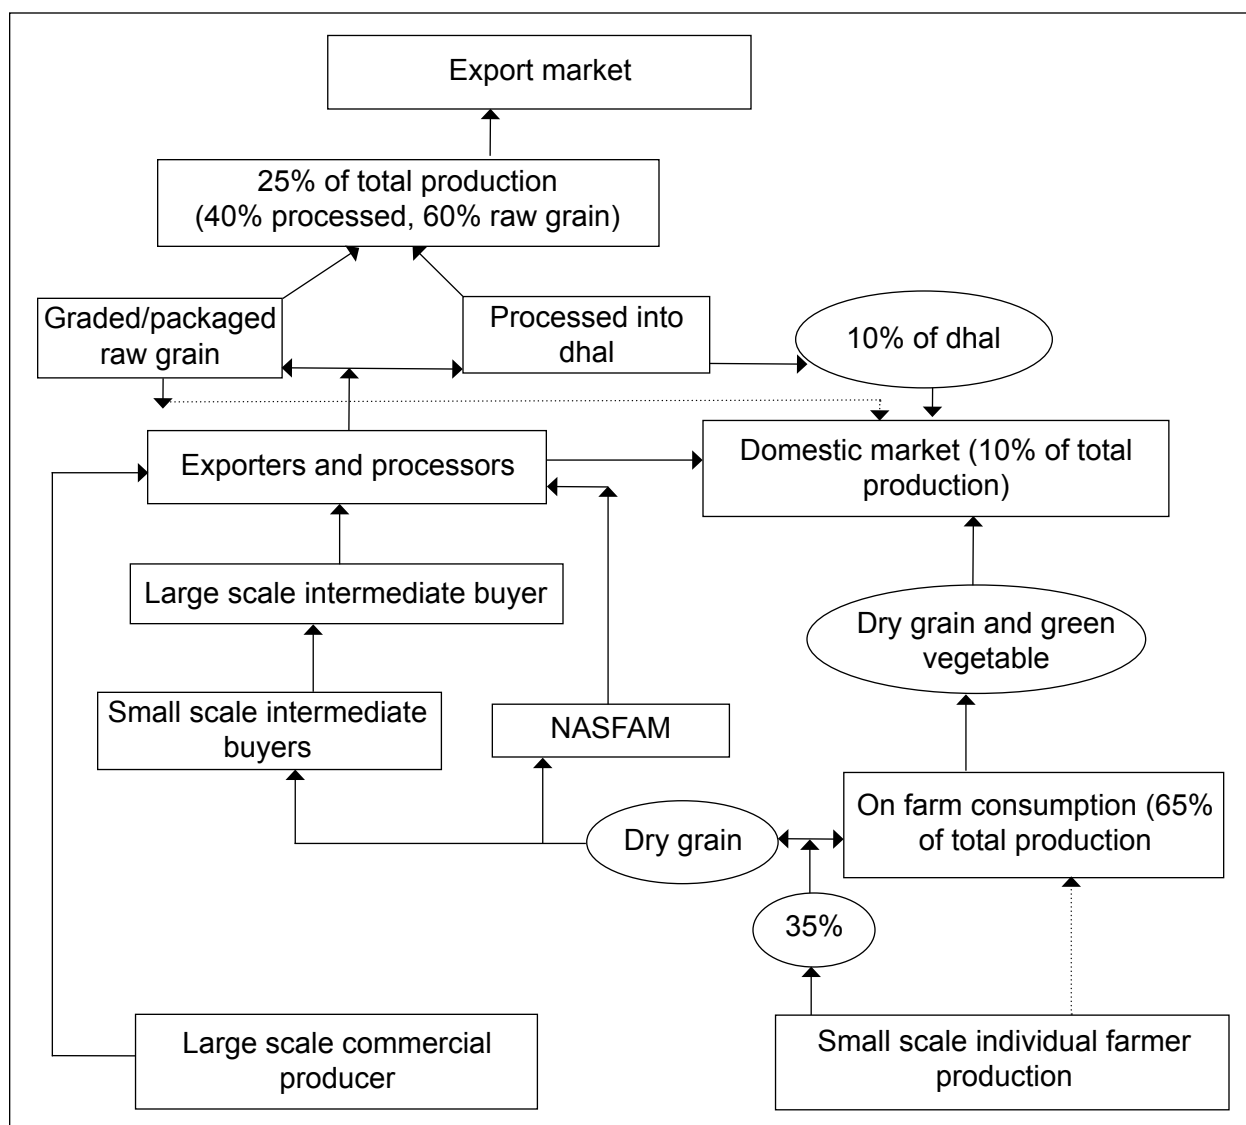 Export market
25% of total production
(40% processed, 60% raw grain)
Graded/packaged
raw grain
Processed into
dhal
10% of dhal
Exporters and processors
Domestic market (10% of total
production)
Large scale intermediate buyer
Dry grain and green
vegetable
Small scale intermediate
buyers
NASFAM
On farm consumption (65%
of total production
Dry grain
35%
Large scale commercial
producer
Small scale individual farmer
production